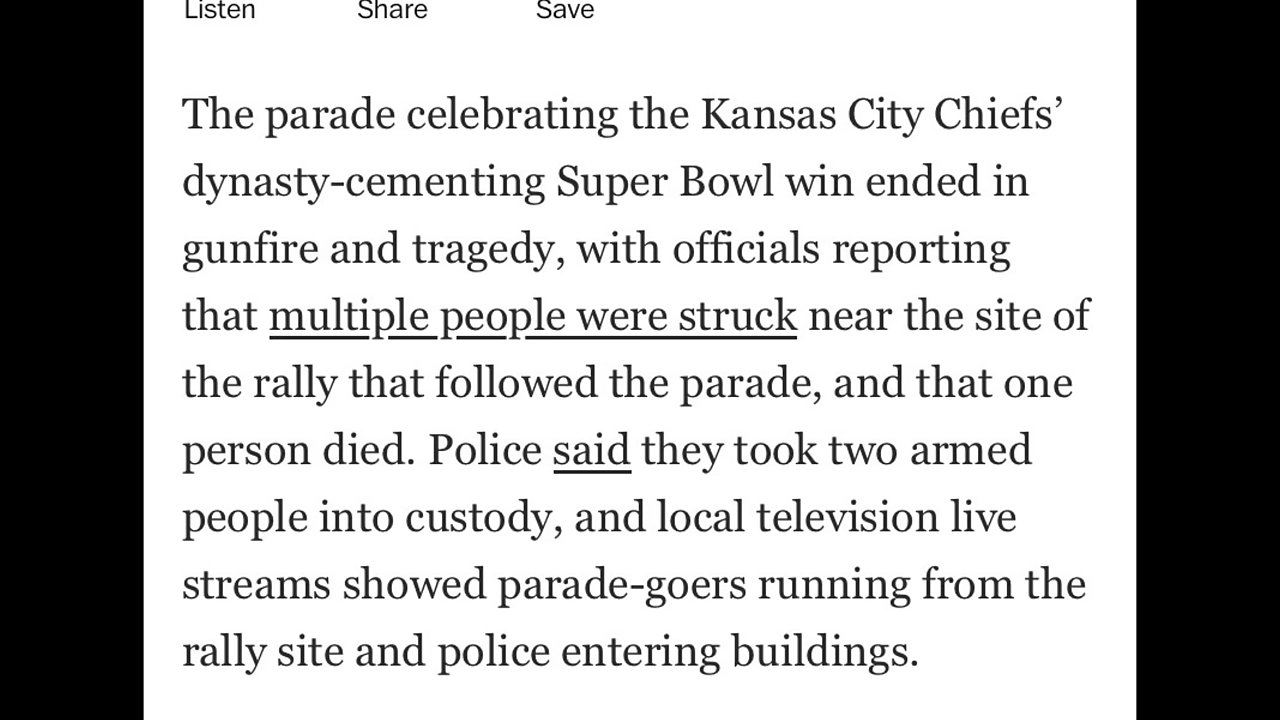 Listen Share Save
The parade celebrating the Kansas City Chiefs’
dynasty-cementing Super Bowl win ended in
gunfire and tragedy, with officials reporting
that multiple people were struck near the site of
the rally that followed the parade, and that one
person died. Police said they took two armed
people into custody, and local television live
streams showed parade-goers running from the
rally site and police entering buildings.